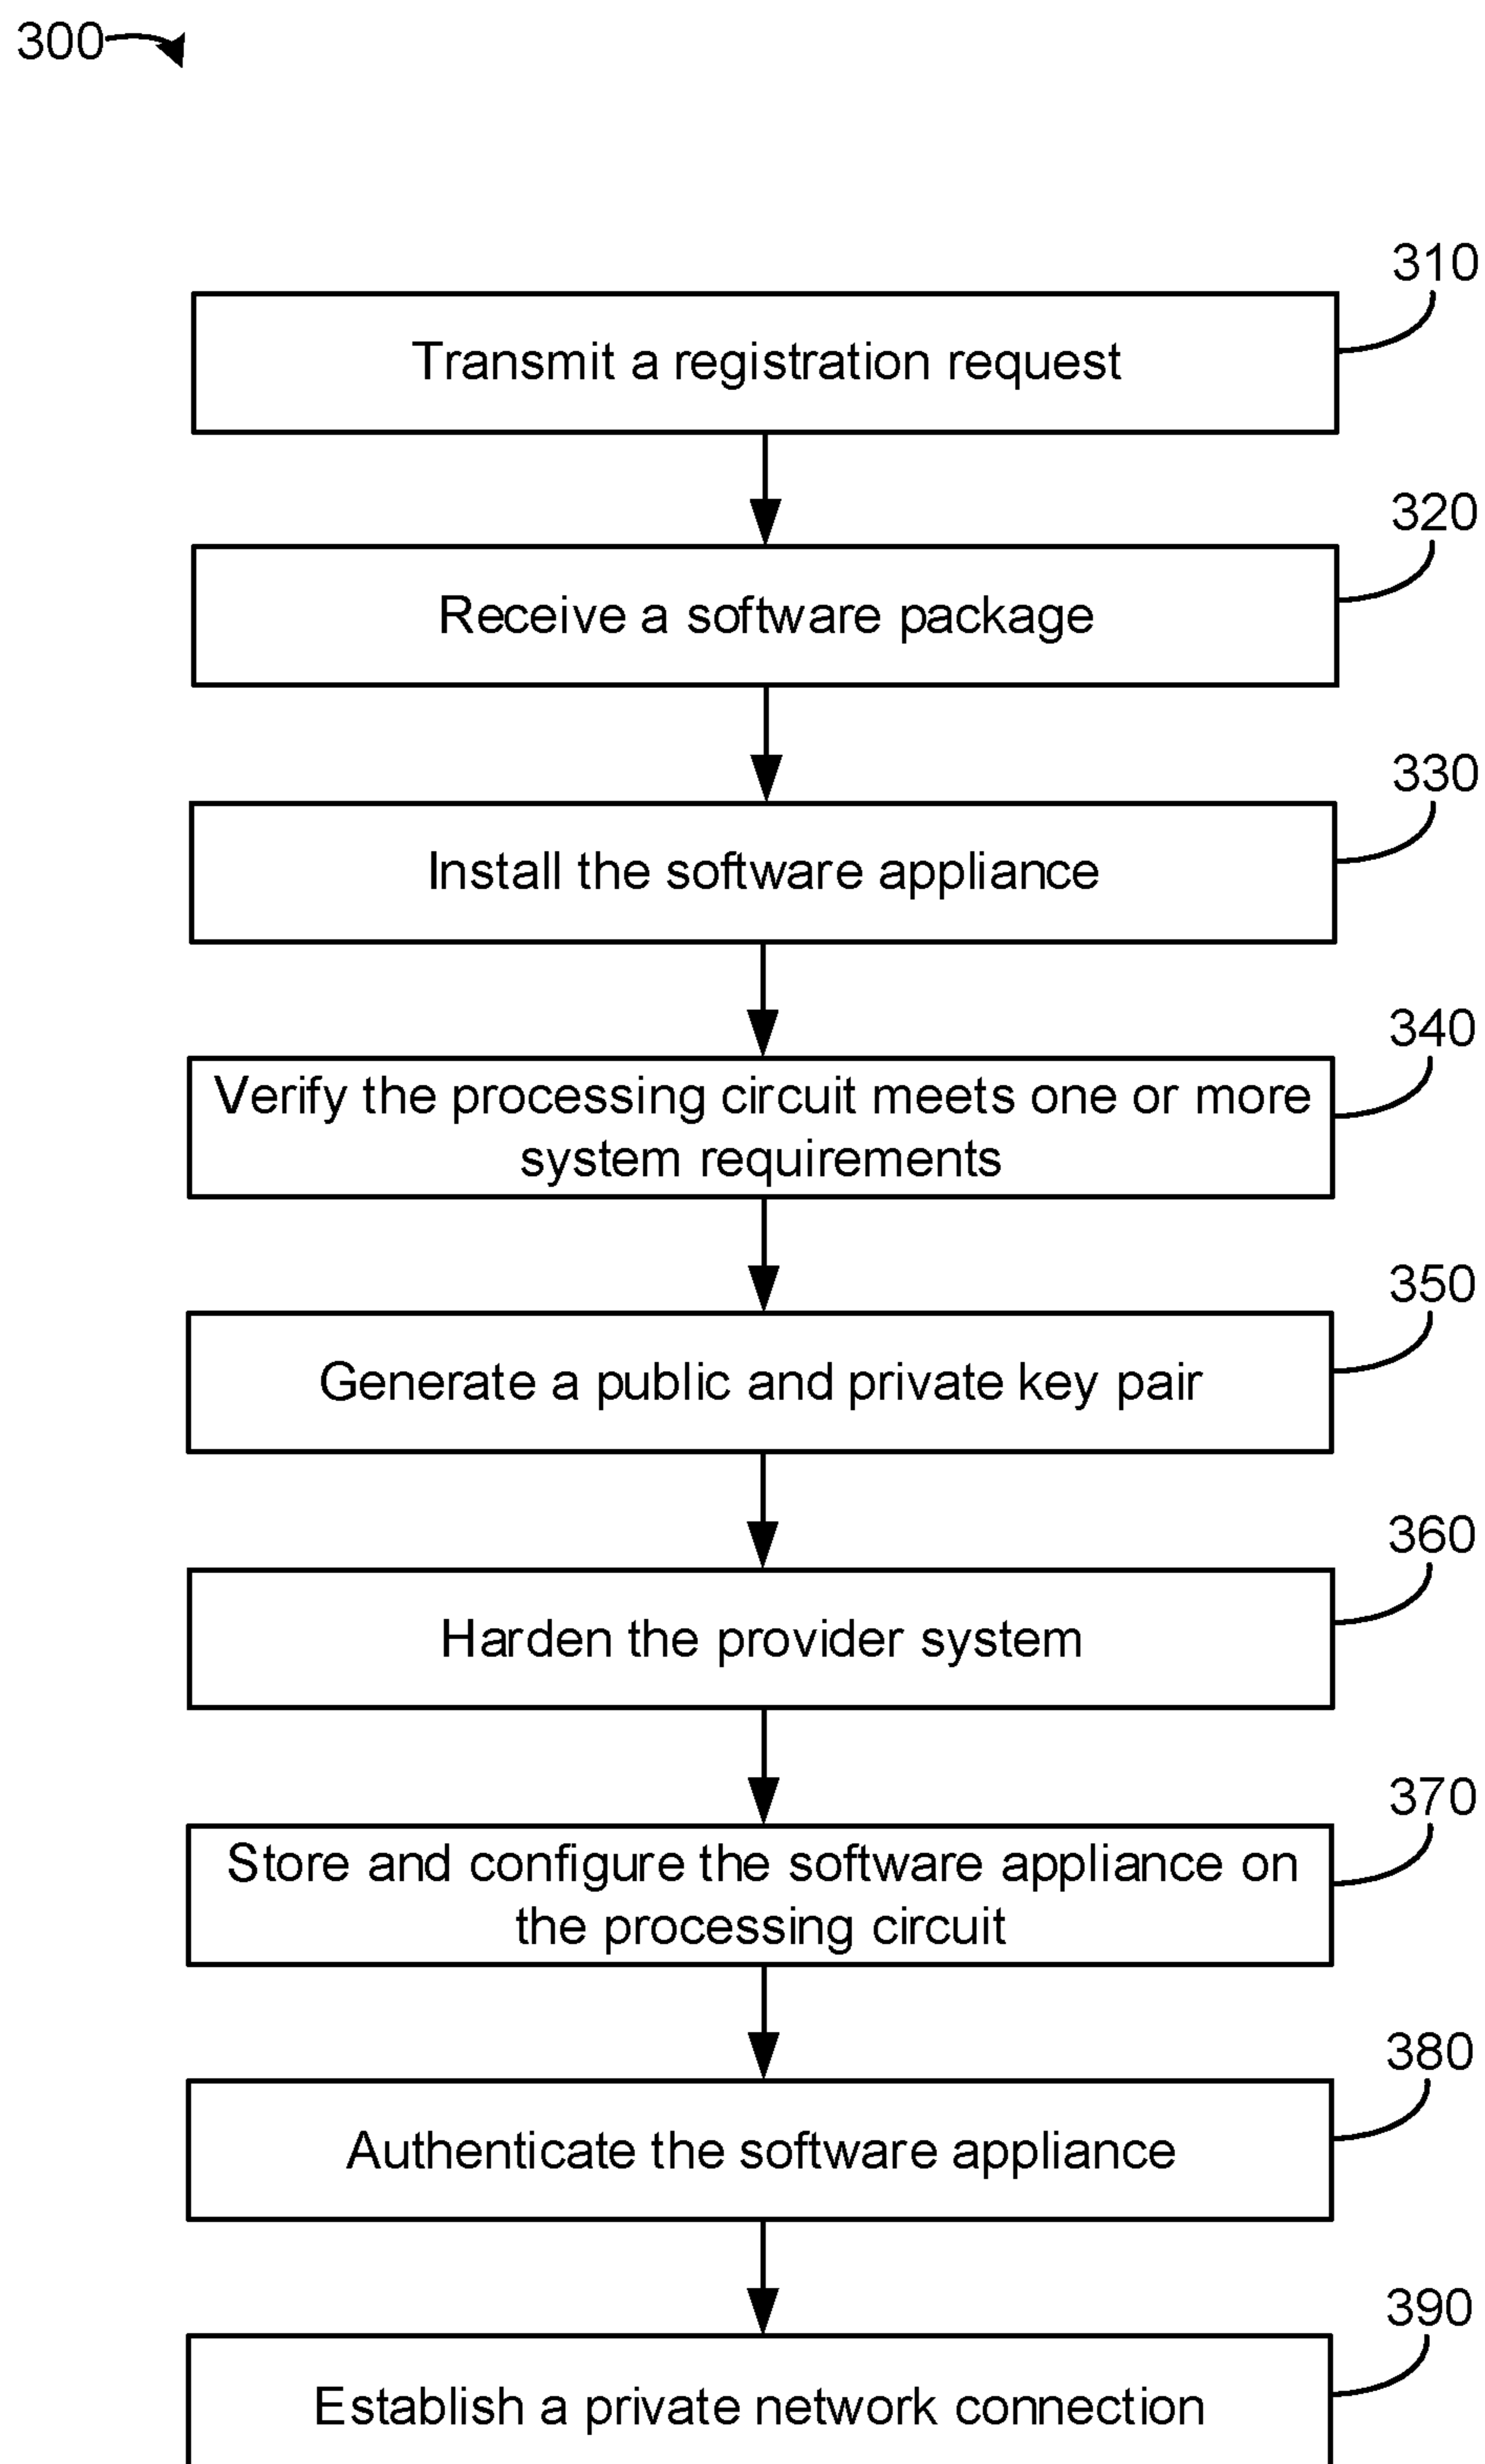 300
310
Transmit a registration request
320
Receive a software package
330
Install the software appliance
340
Verify the processing circuit meets one or more
system requirements
350
Generate a public and private key pair
360
Harden the provider system
370
Store and configure the software appliance on
the processing circuit
380
Authenticate the software appliance
390
Establish a private network connection